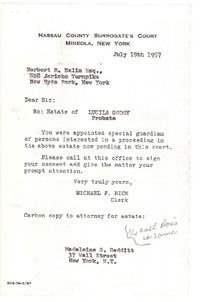 NASSAU COUNTY SURROGATE'S COURT
MINEOLA, NEW YORK
July 19th 1957
Herbert M. Balin Esq.,
Jericho Turnpike
New Hyde Park, New York
Dear Sir:
Re: Estate of LUCILA GODOY
Probate
You were appointed special guardian
of persons interested in a proceeding in
the above estate now pending in this court.
Please call at this office to sign
your consent and give the matter your
prompt attention.
Very truly yours,
MICHAEL F. RICH
Clerk
Carbon copy to attorney for estate:
Madeleine E. Redditt
37 Wall Street
New York, N.Y.